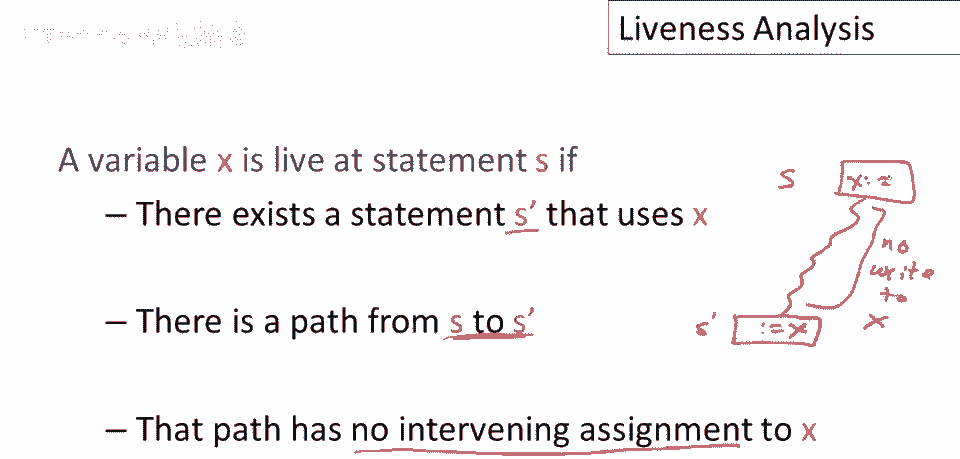 Liveness Analysis
A variable x is live at statement s if
– There exists a statement s' that uses x
– There is a path from s to s'
– That path has no intervening assignment to x
s
x:=
no
write
to
x
s'
:=x